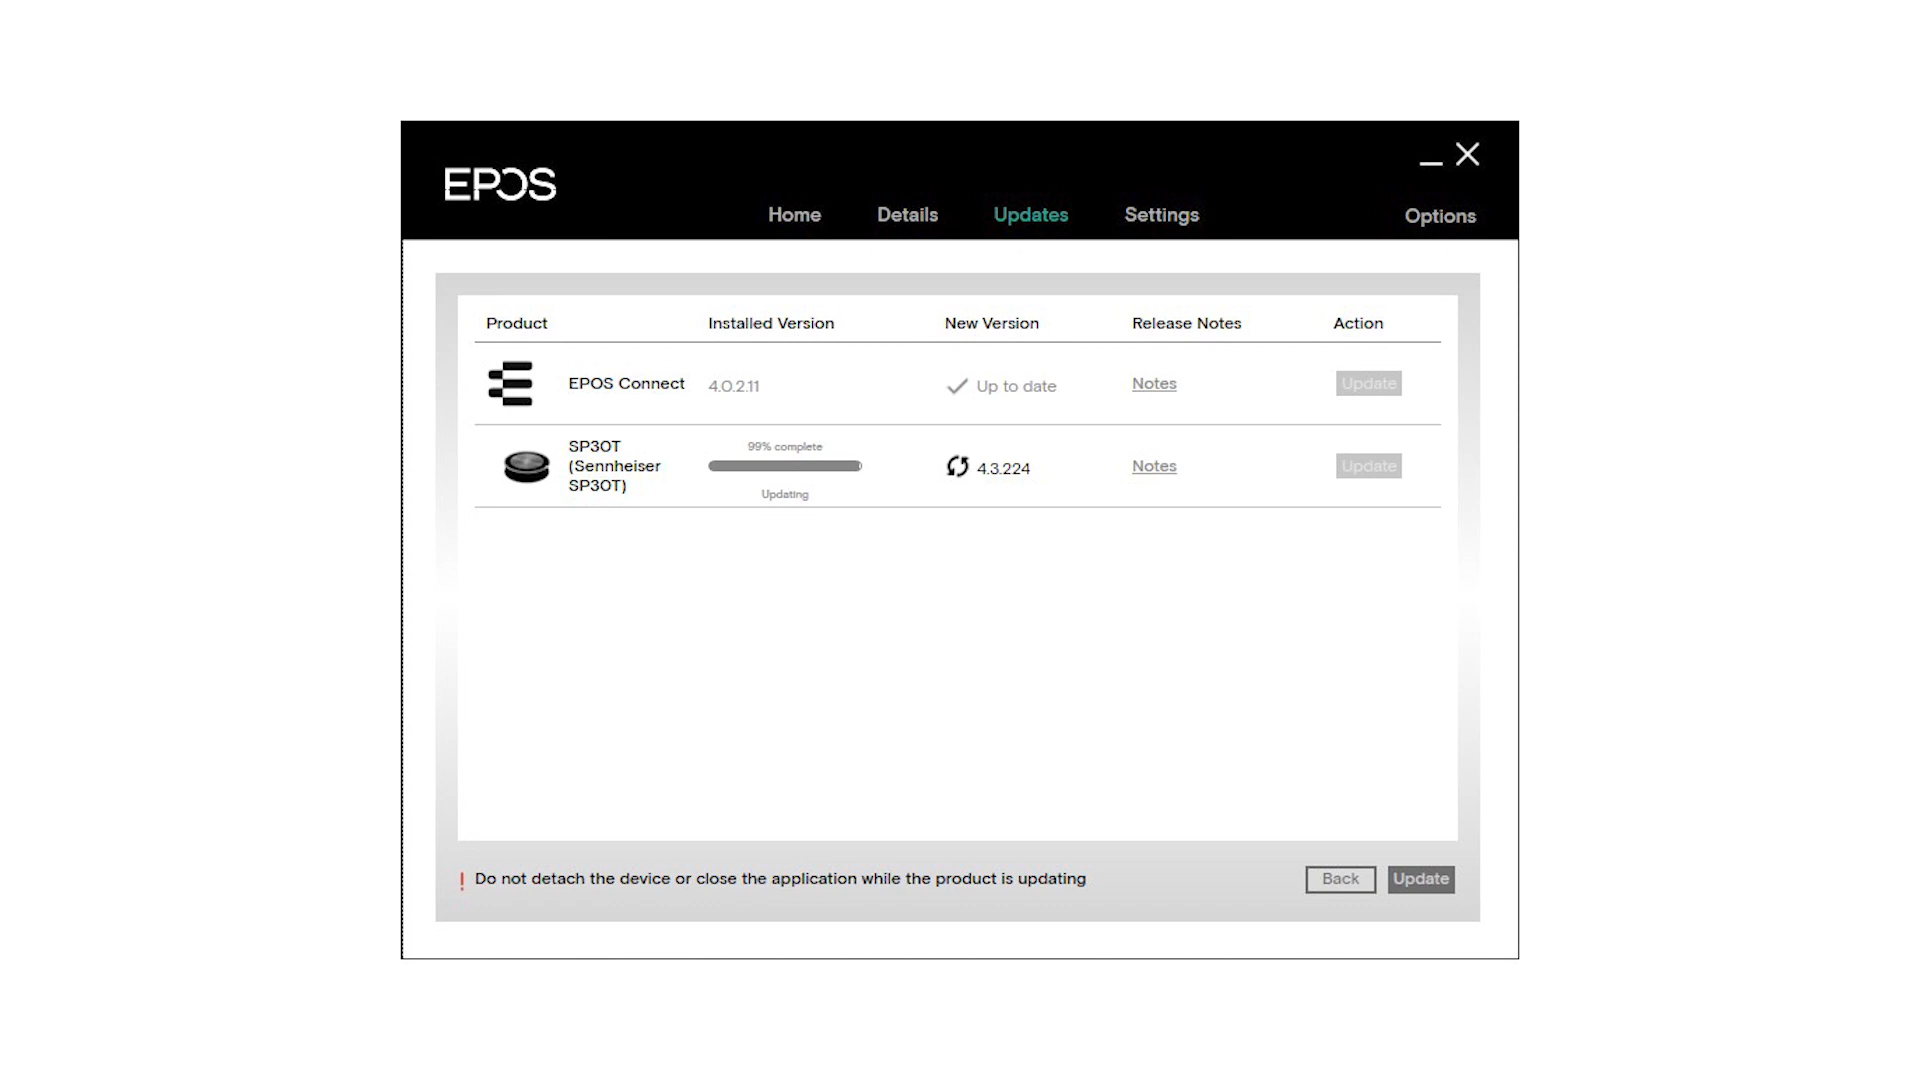 EPOS
Home Details Updates Settings Options
Product Installed Version New Version Release Notes Action
EPOS Connect 4.0.2.11 Up to date Notes Update
SP30T
(Sennheiser
SP30T)
99% complete
Updating
4.3.224 Notes Update
! Do not detach the device or close the application while the product is updating
Back Update